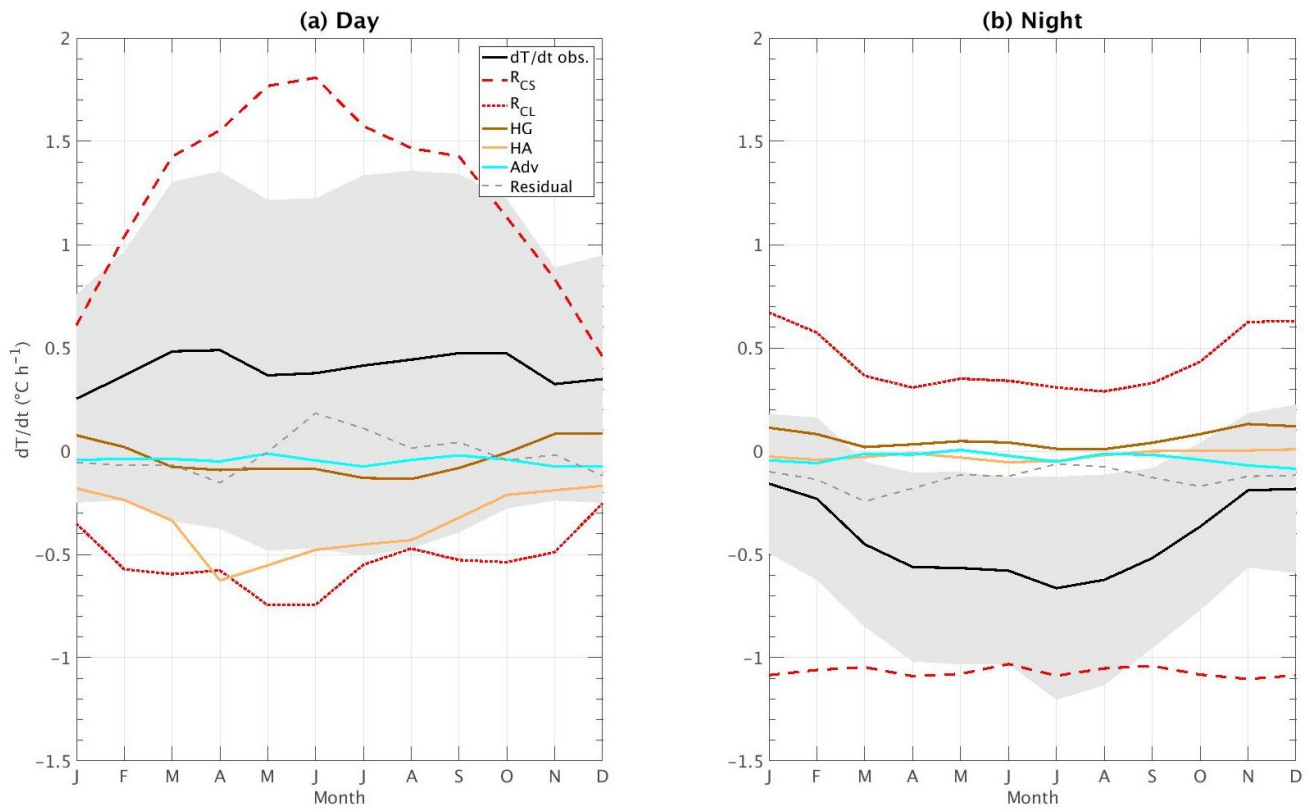 (a) Day
2
1.5
1
0.5
0
-0.5
-1
-1.5
dT/dt (°C h⁻¹)
J F M A M J J A S O N D
Month
dT/dt obs.
R_CS
R_CL
HG
HA
Adv
Residual
(b) Night
2
1.5
1
0.5
0
-0.5
-1
-1.5
J F M A M J J A S O N D
Month